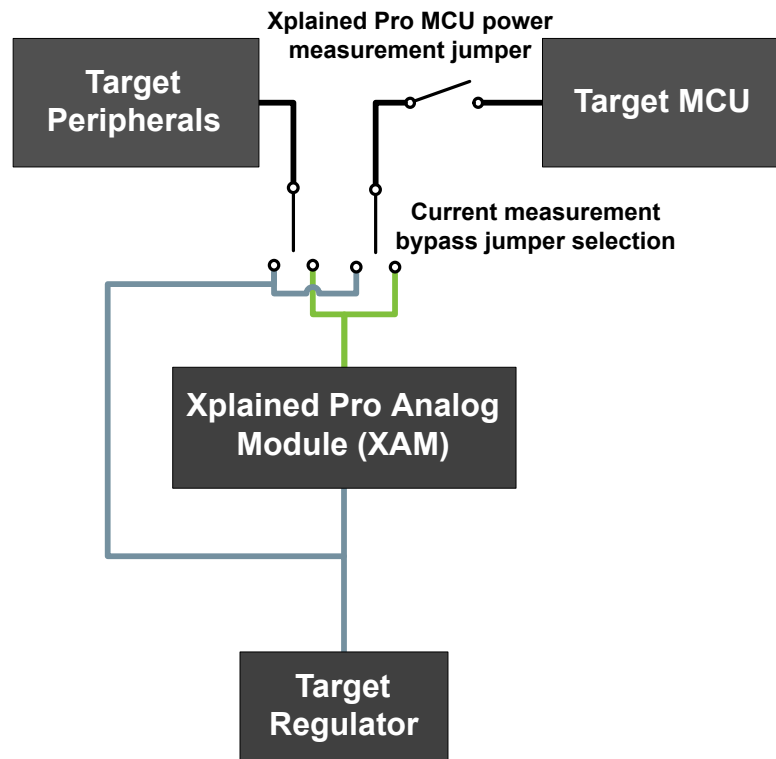 Xplained Pro MCU power
measurement jumper
Target
Peripherals
Target MCU
Current measurement
bypass jumper selection
Xplained Pro Analog
Module (XAM)
Target
Regulator